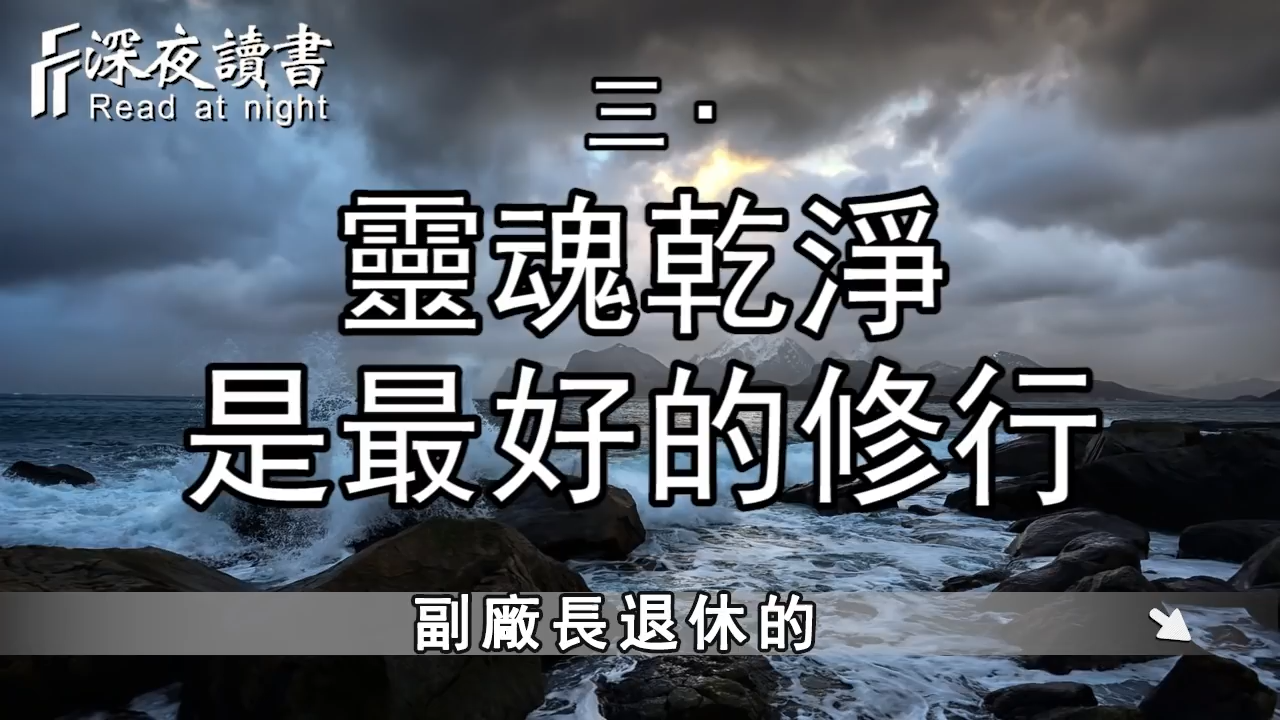 深夜讀書
Read at night
三·
靈魂乾淨
是最好的修行
副廠長退休的